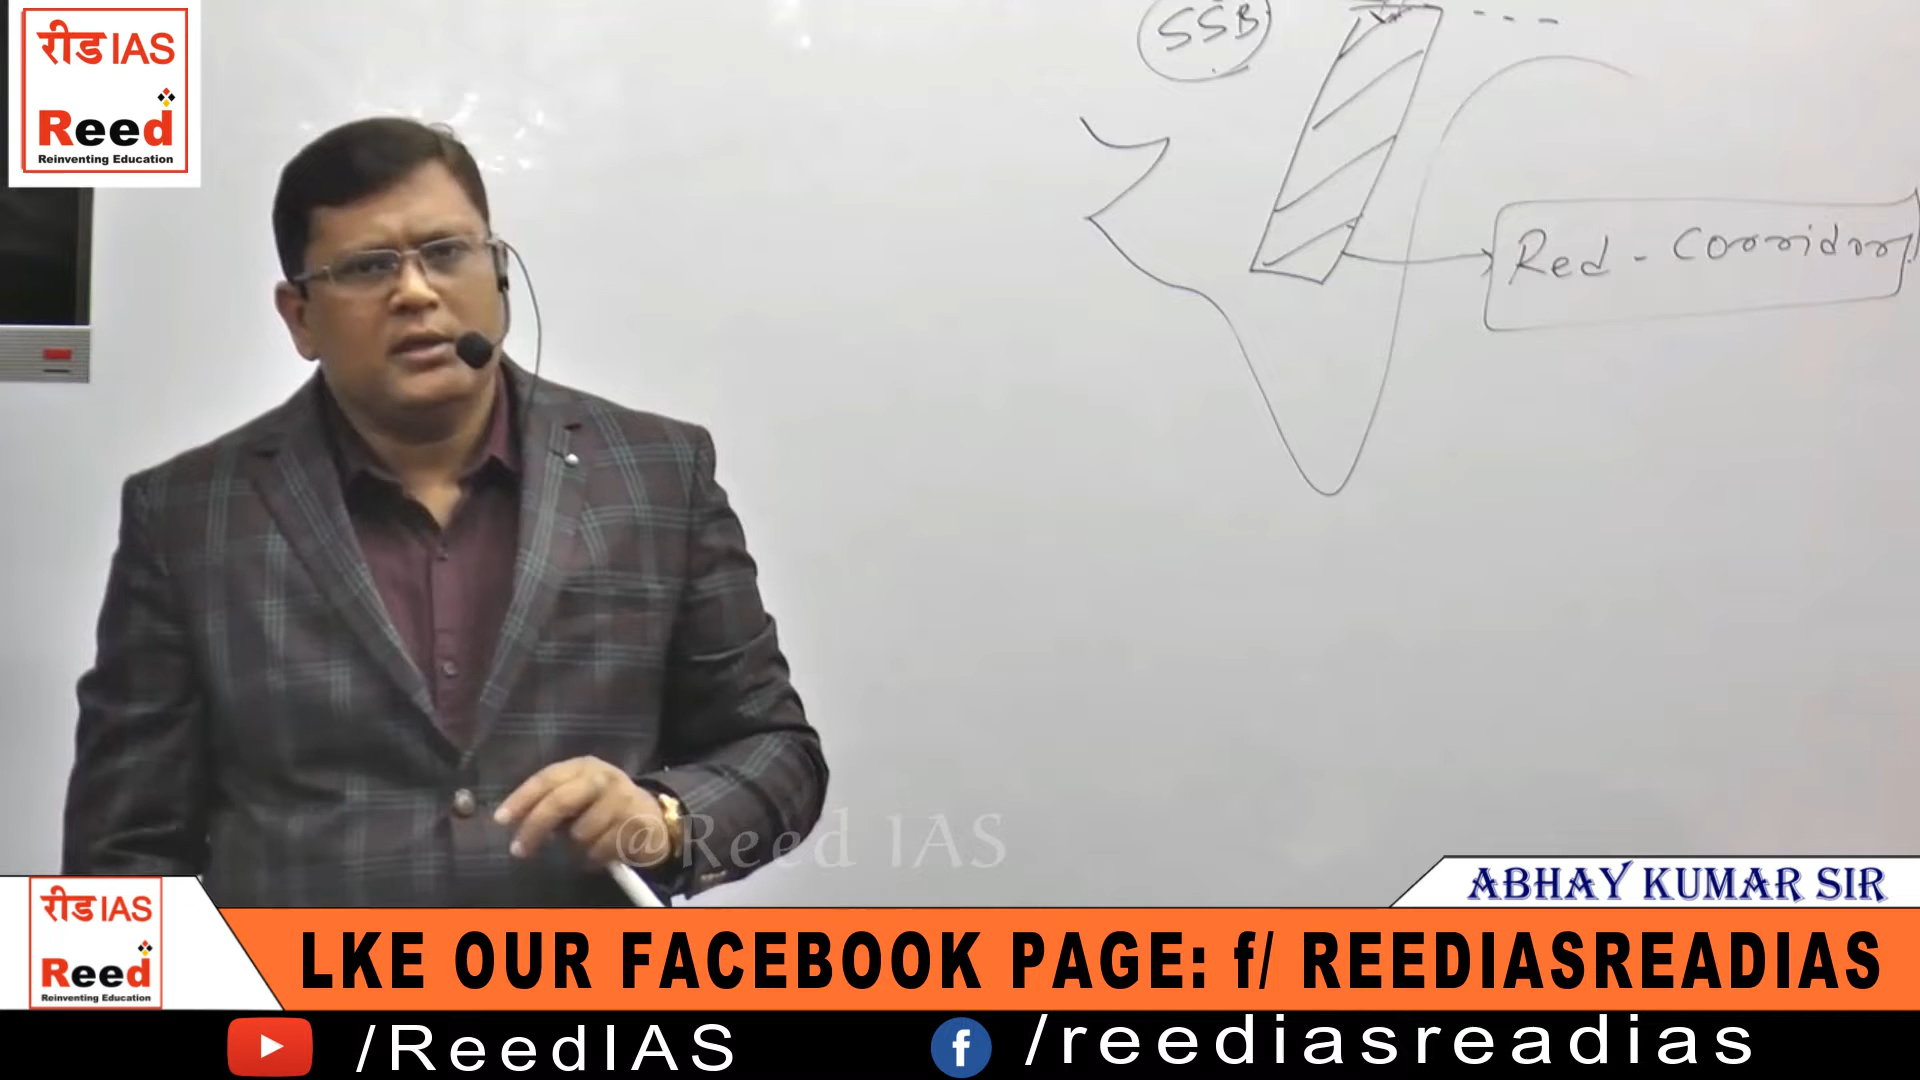 रीड IAS
Reed
Reinventing Education
SSB
Red - Corridor
@Reed IAS
ABHAY KUMAR SIR
रीड IAS
Reed
Reinventing Education
LKE OUR FACEBOOK PAGE: f/ REEDIASREADIAS
/ReedIAS
f /reediasreadias